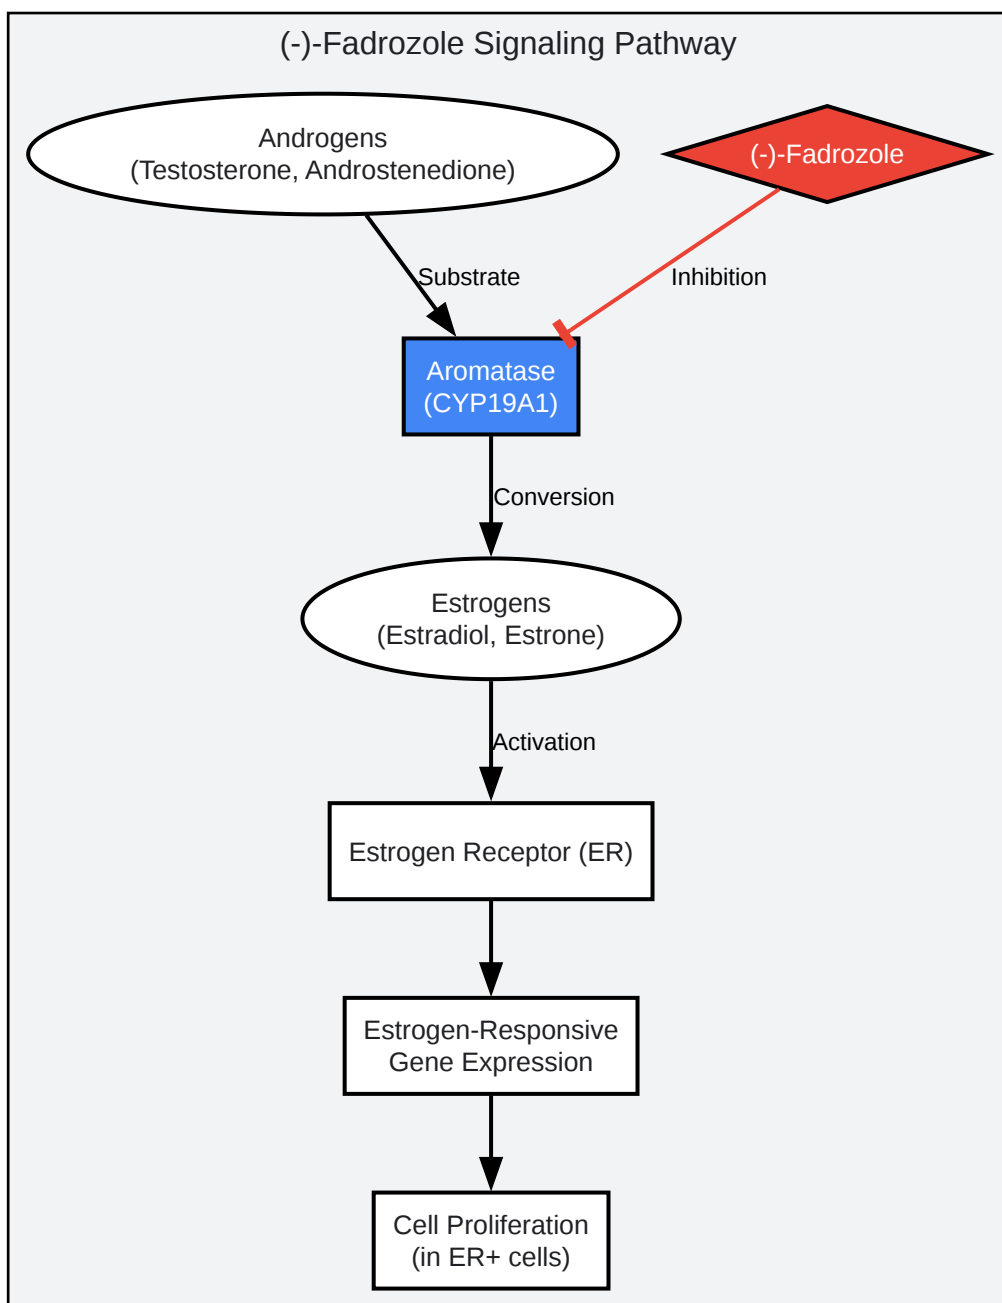 (-)-Fadrozole Signaling Pathway
Androgens
(Testosterone, Androstenedione)
(-)-Fadrozole
Substrate
Inhibition
Aromatase
(CYP19A1)
Conversion
Estrogens
(Estradiol, Estrone)
Activation
Estrogen Receptor (ER)
Estrogen-Responsive
Gene Expression
Cell Proliferation
(in ER+ cells)